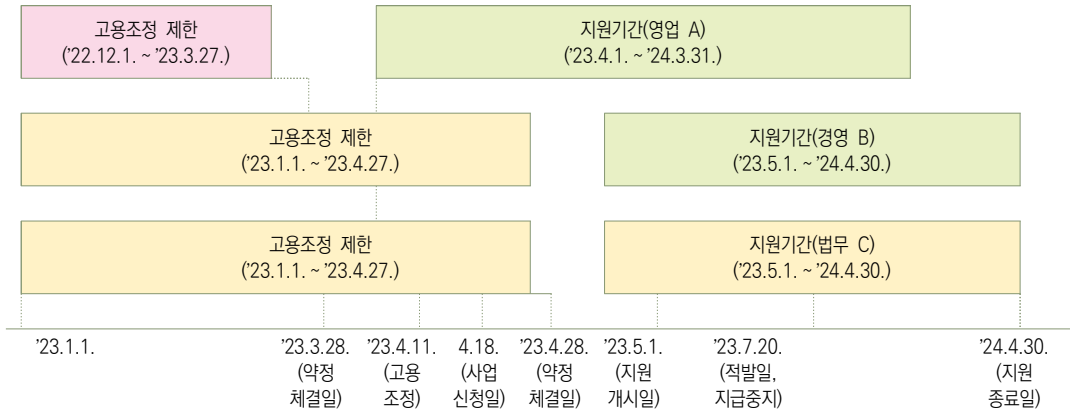 고용조정 제한
(’22.12.1. ~ ’23.3.27.)
지원기간(영업 A)
(’23.4.1. ~ ’24.3.31.)
고용조정 제한
(’23.1.1. ~ ’23.4.27.)
지원기간(경영 B)
(’23.5.1. ~ ’24.4.30.)
고용조정 제한
(’23.1.1. ~ ’23.4.27.)
지원기간(법무 C)
(’23.5.1. ~ ’24.4.30.)
’23.1.1.
’23.3.28.
(약정
체결일)
’23.4.11.
(고용
조정)
4.18.
(사업
신청일)
’23.4.28.
(약정
체결일)
’23.5.1.
(지원
개시일)
’23.7.20.
(적발일,
지급중지)
’24.4.30.
(지원
종료일)